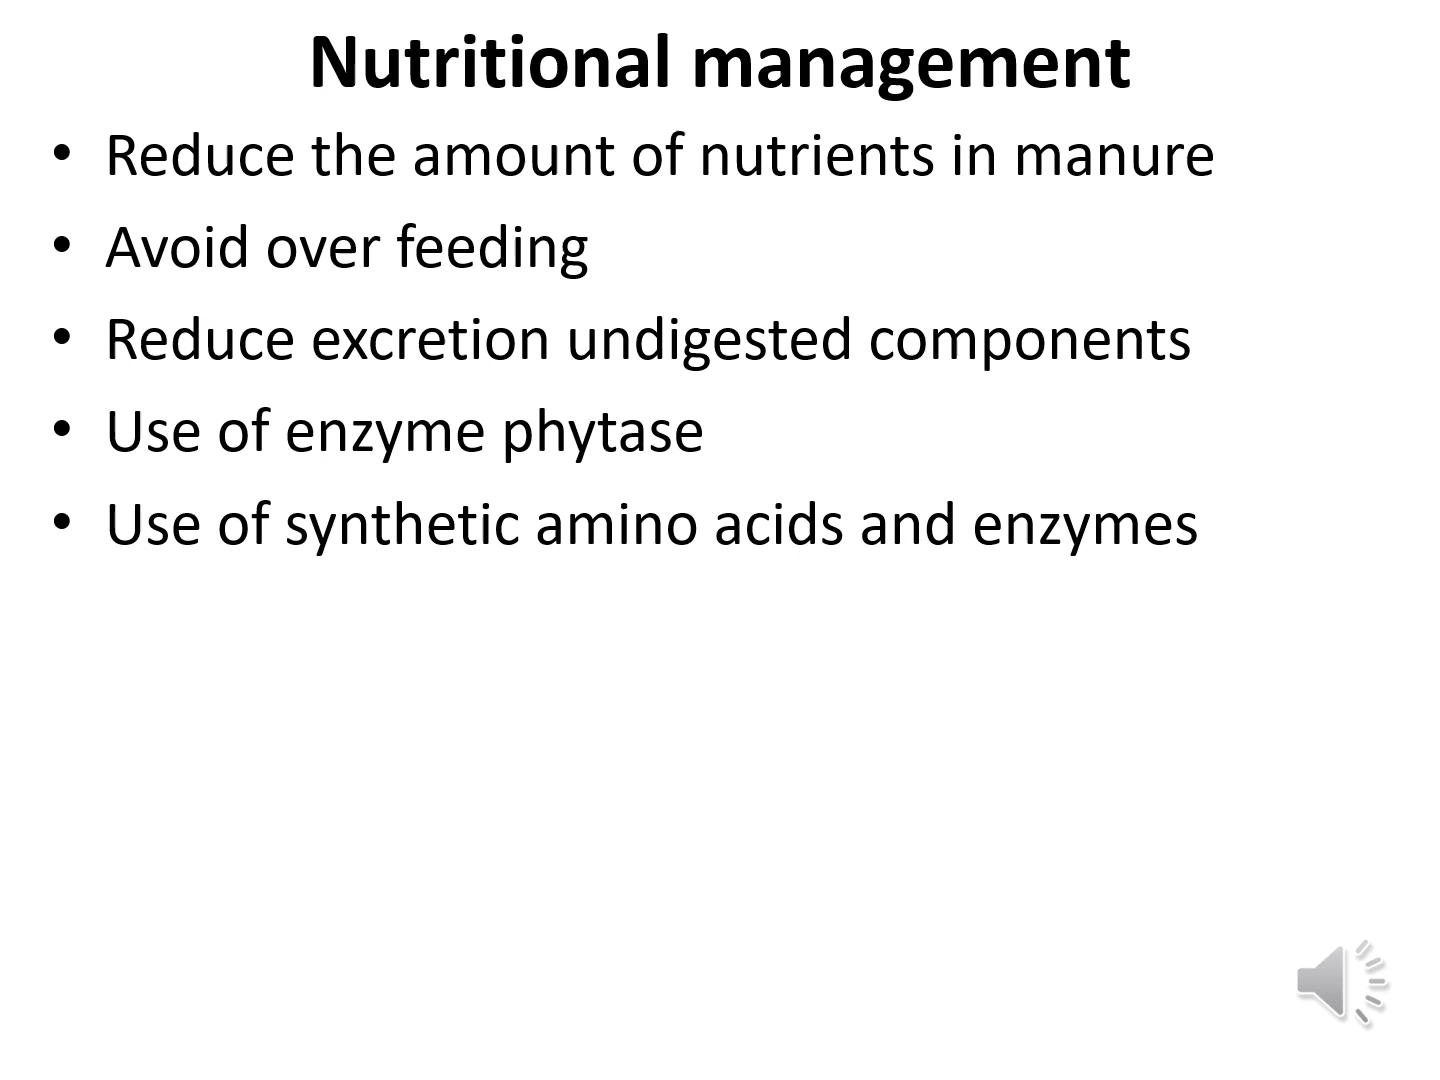 Nutritional management
• Reduce the amount of nutrients in manure
• Avoid over feeding
• Reduce excretion undigested components
• Use of enzyme phytase
• Use of synthetic amino acids and enzymes